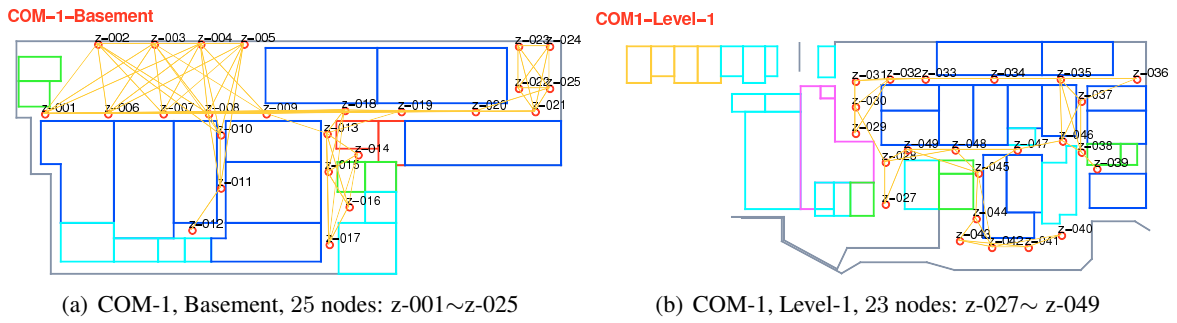 COM-1-Basement
z-002
z-003
z-004
z-005
z-023
z-024
z-022
z-025
z-001
z-006
z-007
z-008
z-009
z-018
z-019
z-020
z-021
z-010
z-013
z-014
z-015
z-011
z-016
z-012
z-017
(a) COM-1, Basement, 25 nodes: z-001∼z-025
COM1-Level-1
z-031
z-032
z-033
z-034
z-035
z-036
z-030
z-037
z-029
z-046
z-049
z-048
z-047
z-038
z-028
z-045
z-039
z-027
z-044
z-043
z-042
z-041
z-040
(b) COM-1, Level-1, 23 nodes: z-027∼ z-049